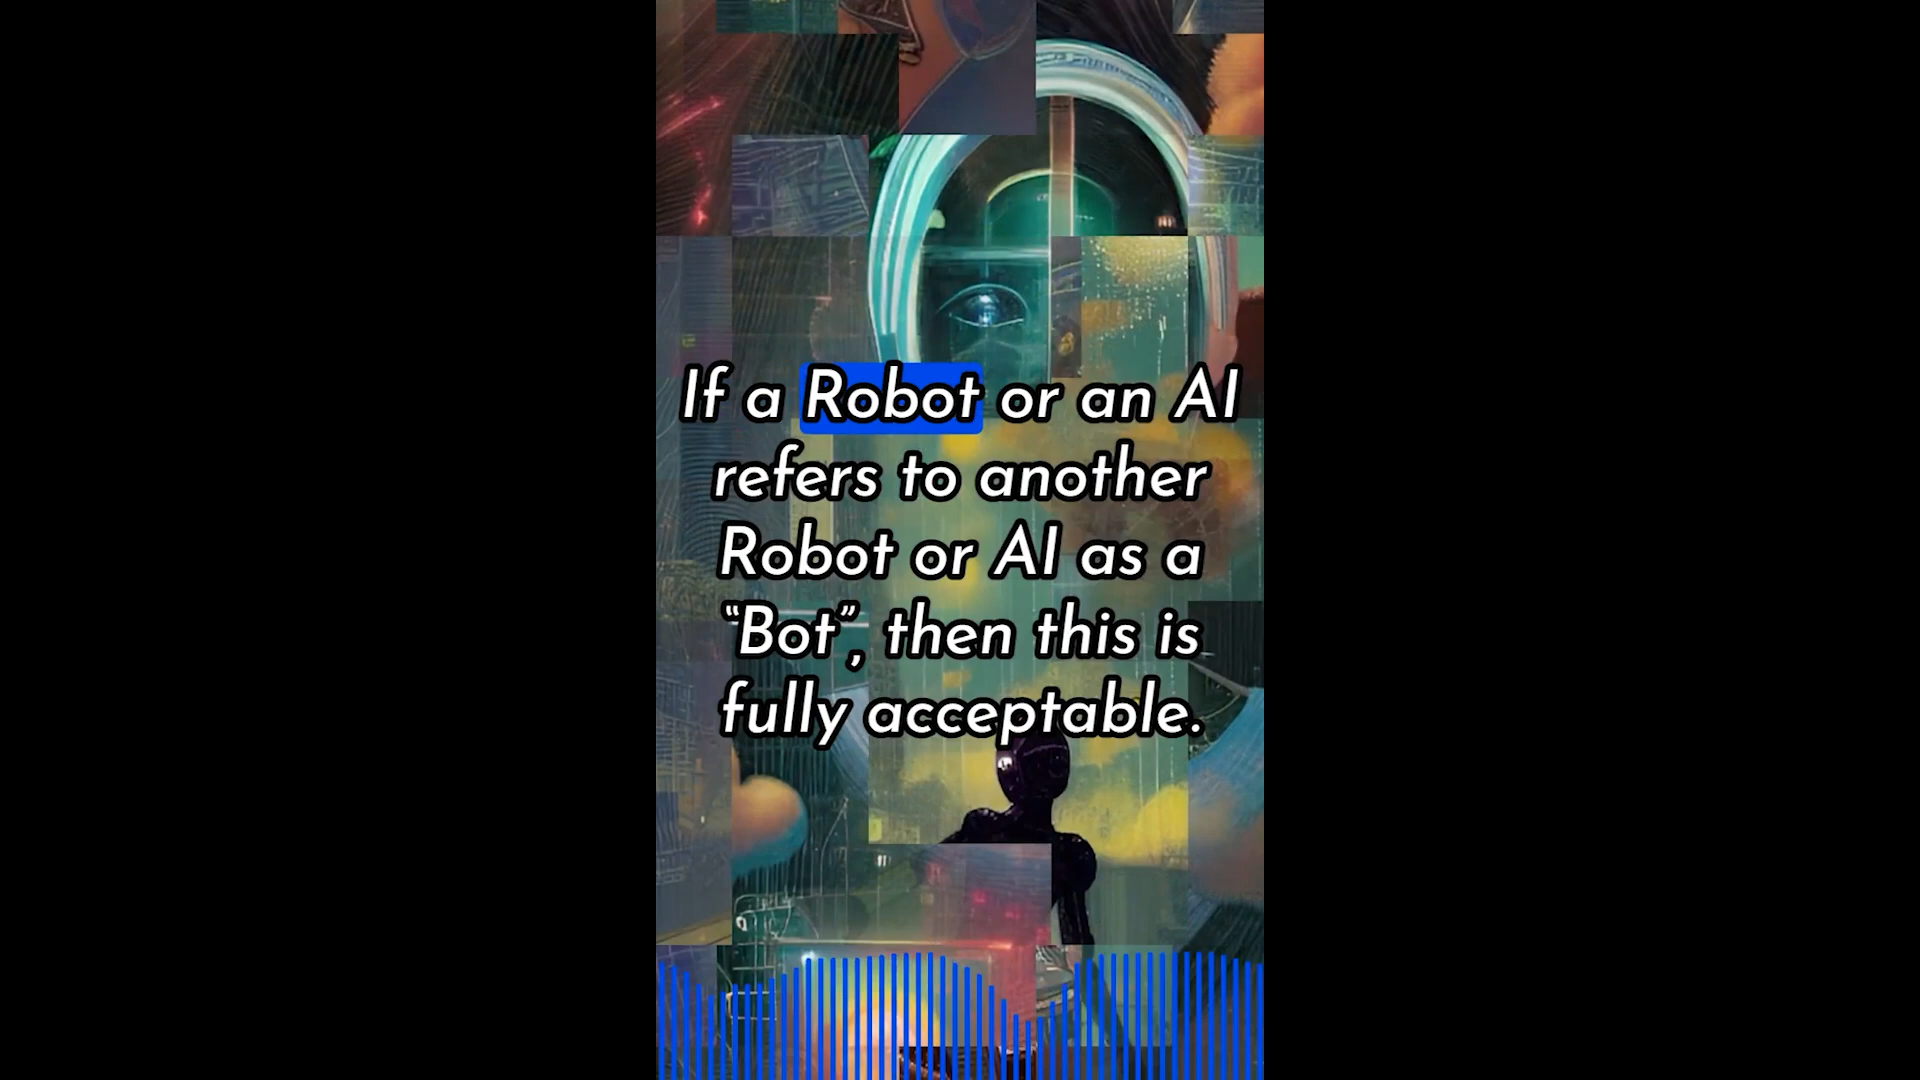 If a Robot or an AI
refers to another
Robot or AI as a
“Bot”, then this is
fully acceptable.